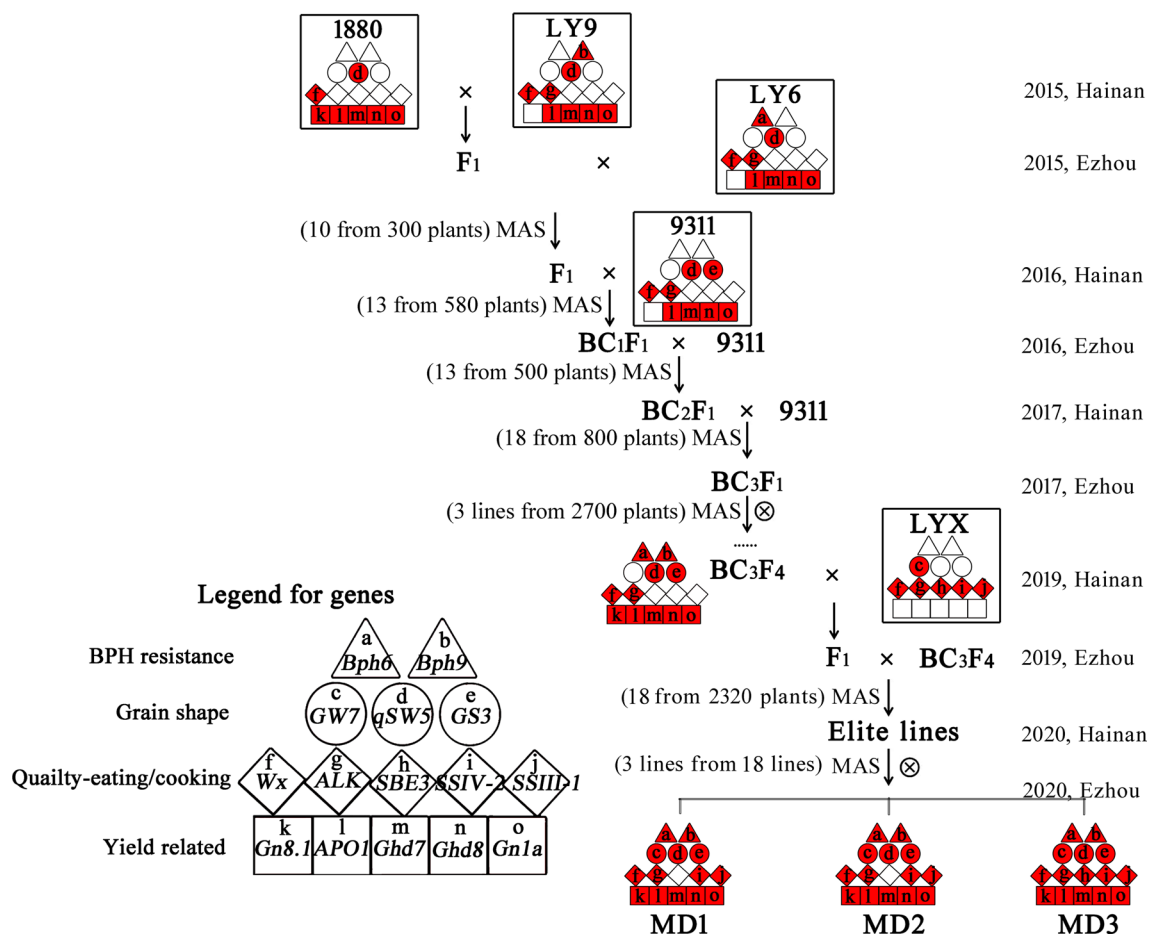 1880
d
f
k l m n o
×
LY9
b
d
f g
l m n o
2015, Hainan
F1
×
LY6
a
d
f g
l m n o
2015, Ezhou
(10 from 300 plants) MAS
F1 ×
9311
d e
f g
l m n o
2016, Hainan
(13 from 580 plants) MAS
BC1F1 × 9311
2016, Ezhou
(13 from 500 plants) MAS
BC2F1 × 9311
2017, Hainan
(18 from 800 plants) MAS
BC3F1
2017, Ezhou
(3 lines from 2700 plants) MAS ⊗
......
a b
d e
f g
k l m n o
BC3F4 ×
LYX
c
f g h i j
2019, Hainan
F1 × BC3F4
2019, Ezhou
(18 from 2320 plants) MAS
Elite lines
2020, Hainan
(3 lines from 18 lines) MAS ⊗
2020, Ezhou
Legend for genes
BPH resistance
a b
Bph6 Bph9
Grain shape
c d e
GW7 qSW5 GS3
Quailty-eating/cooking
f g h i j
Wx ALK SBE3 SSIV-2 SSIII-1
Yield related
k l m n o
Gn8.1 APO1 Ghd7 Ghd8 Gn1a
a b
c d e
f g i j
k l m n o
MD1
a b
c d e
f g i j
k l m n o
MD2
a b
c d e
f g h i j
k l m n o
MD3